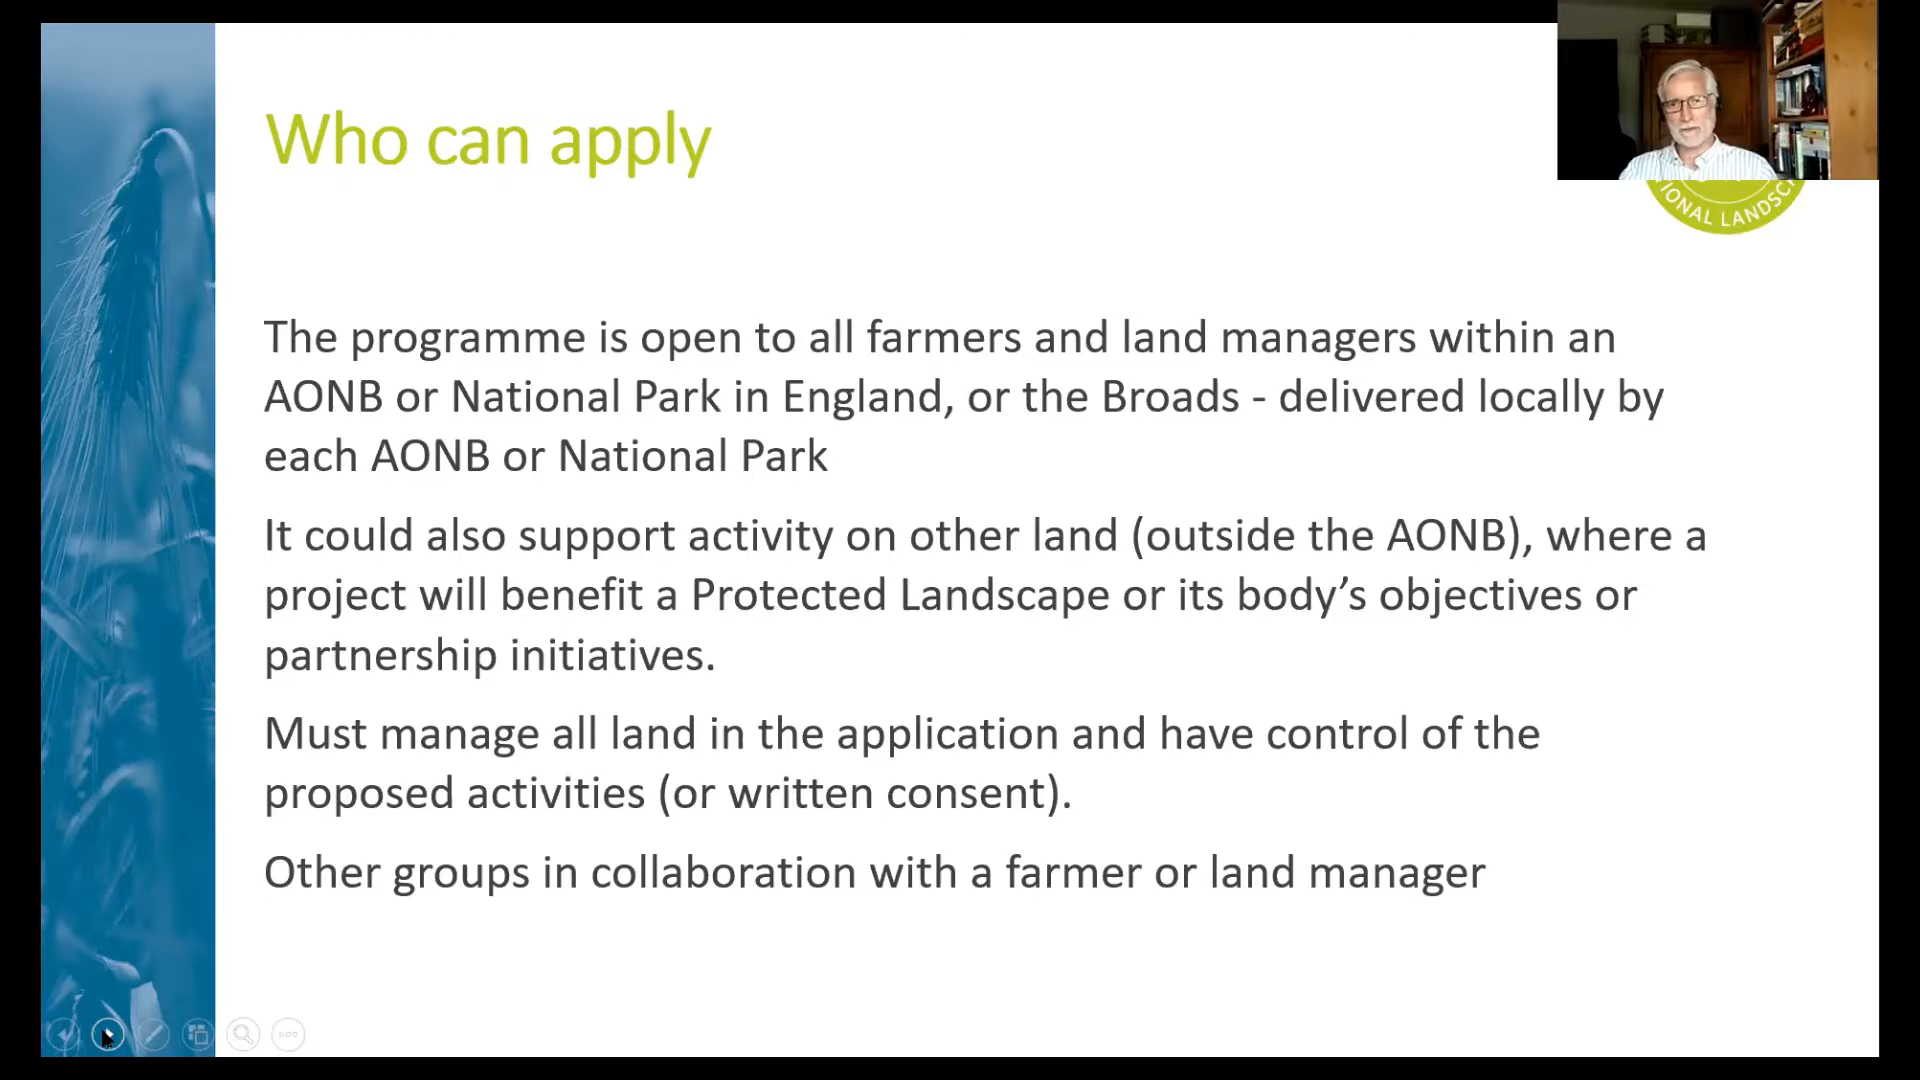 Who can apply
IONAL LANDSC
The programme is open to all farmers and land managers within an
AONB or National Park in England, or the Broads - delivered locally by
each AONB or National Park
It could also support activity on other land (outside the AONB), where a
project will benefit a Protected Landscape or its body’s objectives or
partnership initiatives.
Must manage all land in the application and have control of the
proposed activities (or written consent).
Other groups in collaboration with a farmer or land manager